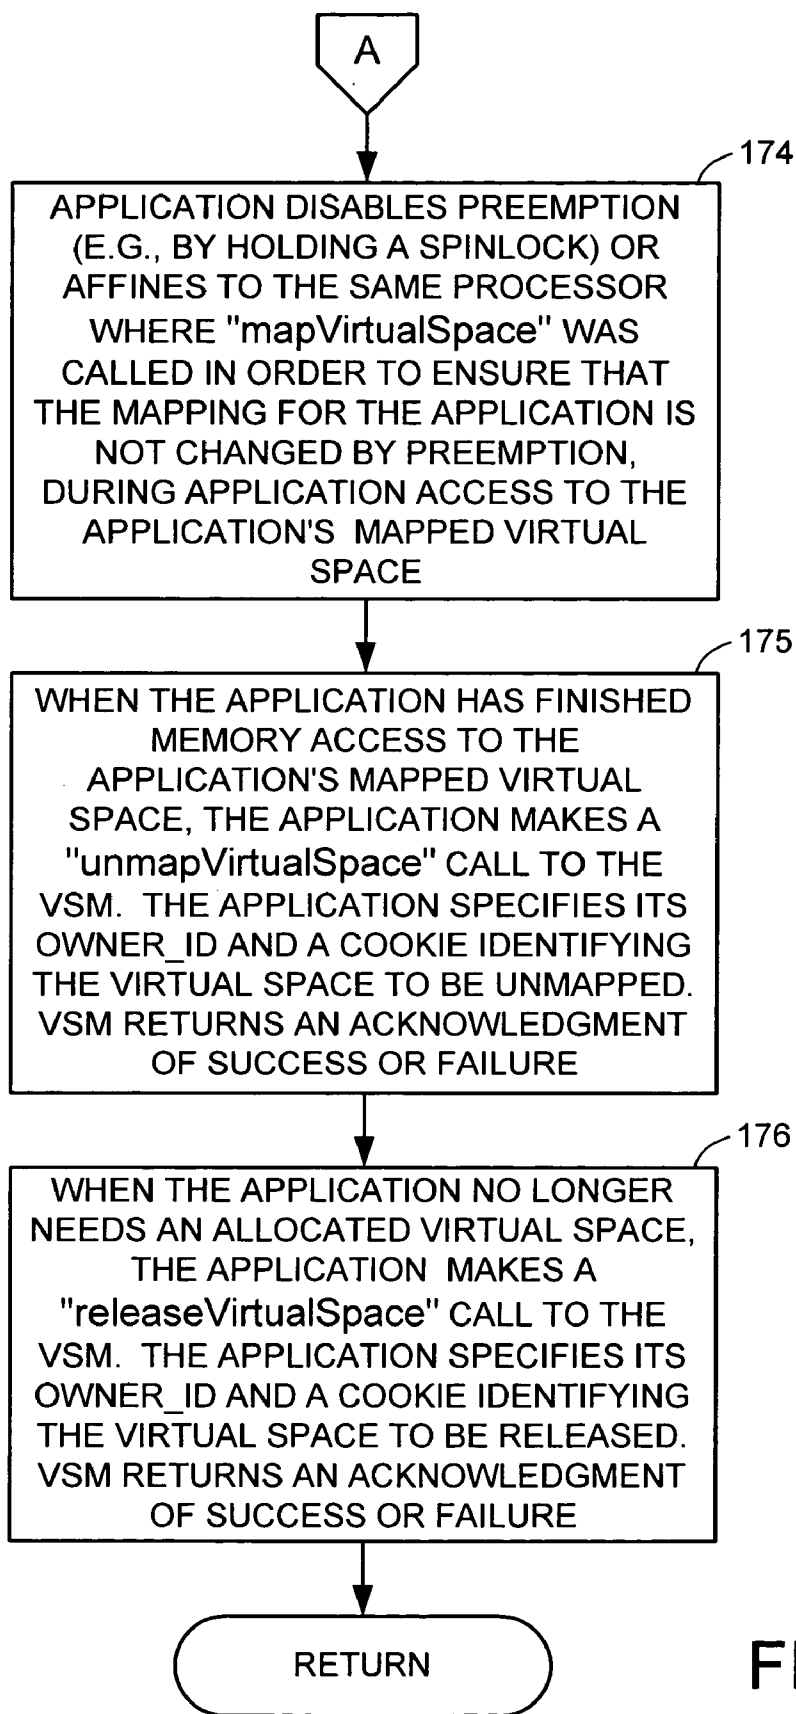 A
174
APPLICATION DISABLES PREEMPTION
(E.G., BY HOLDING A SPINLOCK) OR
AFFINES TO THE SAME PROCESSOR
WHERE "mapVirtualSpace" WAS
CALLED IN ORDER TO ENSURE THAT
THE MAPPING FOR THE APPLICATION IS
NOT CHANGED BY PREEMPTION,
DURING APPLICATION ACCESS TO THE
APPLICATION'S MAPPED VIRTUAL
SPACE
175
WHEN THE APPLICATION HAS FINISHED
MEMORY ACCESS TO THE
APPLICATION'S MAPPED VIRTUAL
SPACE, THE APPLICATION MAKES A
"unmapVirtualSpace" CALL TO THE
VSM. THE APPLICATION SPECIFIES ITS
OWNER_ID AND A COOKIE IDENTIFYING
THE VIRTUAL SPACE TO BE UNMAPPED.
VSM RETURNS AN ACKNOWLEDGMENT
OF SUCCESS OR FAILURE
176
WHEN THE APPLICATION NO LONGER
NEEDS AN ALLOCATED VIRTUAL SPACE,
THE APPLICATION MAKES A
"releaseVirtualSpace" CALL TO THE
VSM. THE APPLICATION SPECIFIES ITS
OWNER_ID AND A COOKIE IDENTIFYING
THE VIRTUAL SPACE TO BE RELEASED.
VSM RETURNS AN ACKNOWLEDGMENT
OF SUCCESS OR FAILURE
RETURN